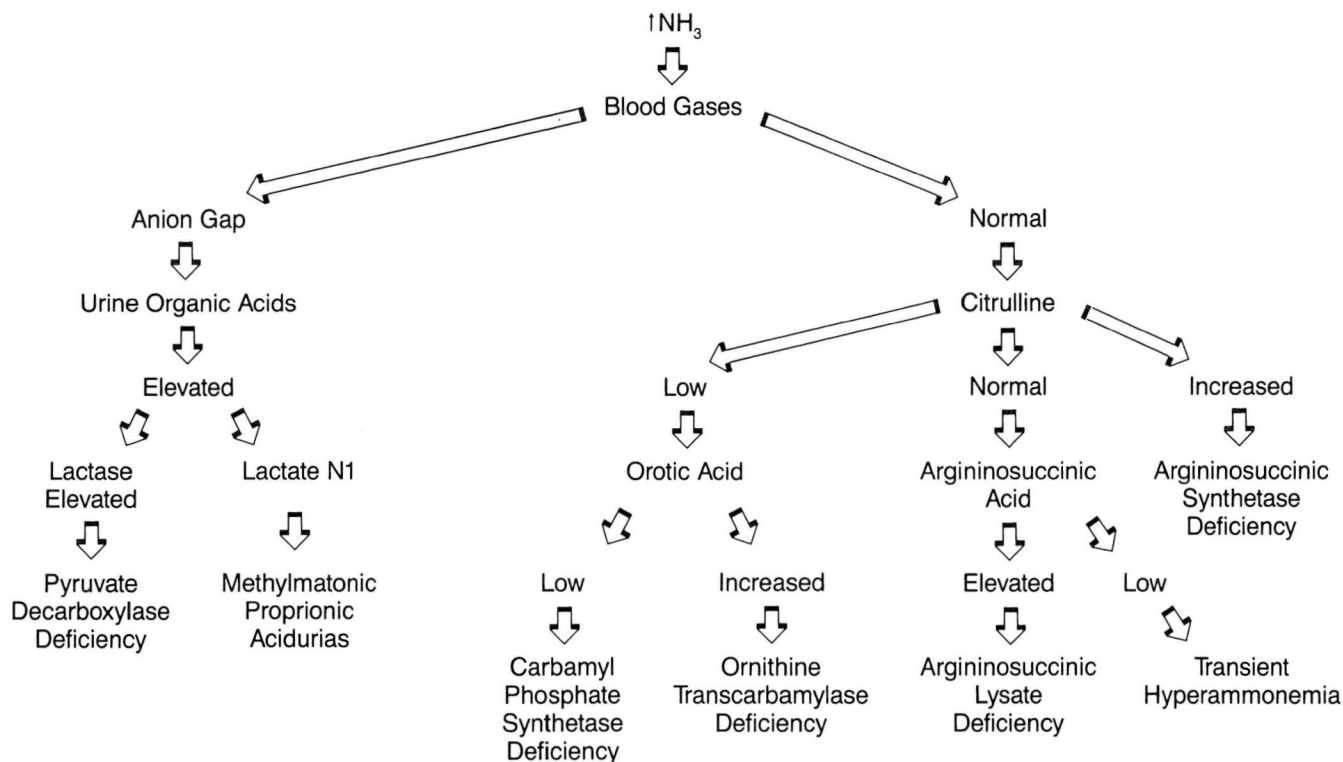 ↑NH₃
Blood Gases
Anion Gap
Normal
Urine Organic Acids
Citrulline
Elevated
Low
Normal
Increased
Lactase
Elevated
Lactate N1
Orotic Acid
Argininosuccinic
Acid
Argininosuccinic
Synthetase
Deficiency
Pyruvate
Decarboxylase
Deficiency
Methylmatonic
Proprionic
Acidurias
Low
Increased
Elevated
Low
Carbamyl
Phosphate
Synthetase
Deficiency
Ornithine
Transcarbamylase
Deficiency
Argininosuccinic
Lysate
Deficiency
Transient
Hyperammonemia